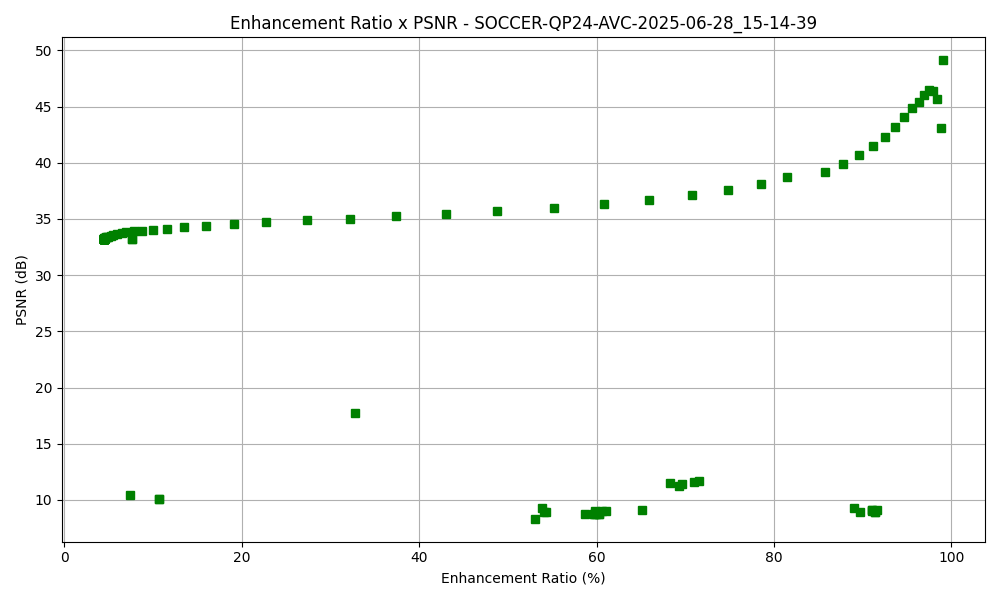 Enhancement Ratio x PSNR - SOCCER-QP24-AVC-2025-06-28_15-14-39
PSNR (dB)
50
45
40
35
30
25
20
15
10
0 20 40 60 80 100
Enhancement Ratio (%)